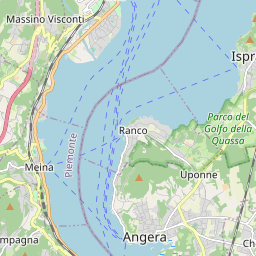 Massino Visconti
Ispr
Parco del
Golfo della
Quassa
Ranco
Piemonte
Meina
Uponne
Angera
mpagna
Ch